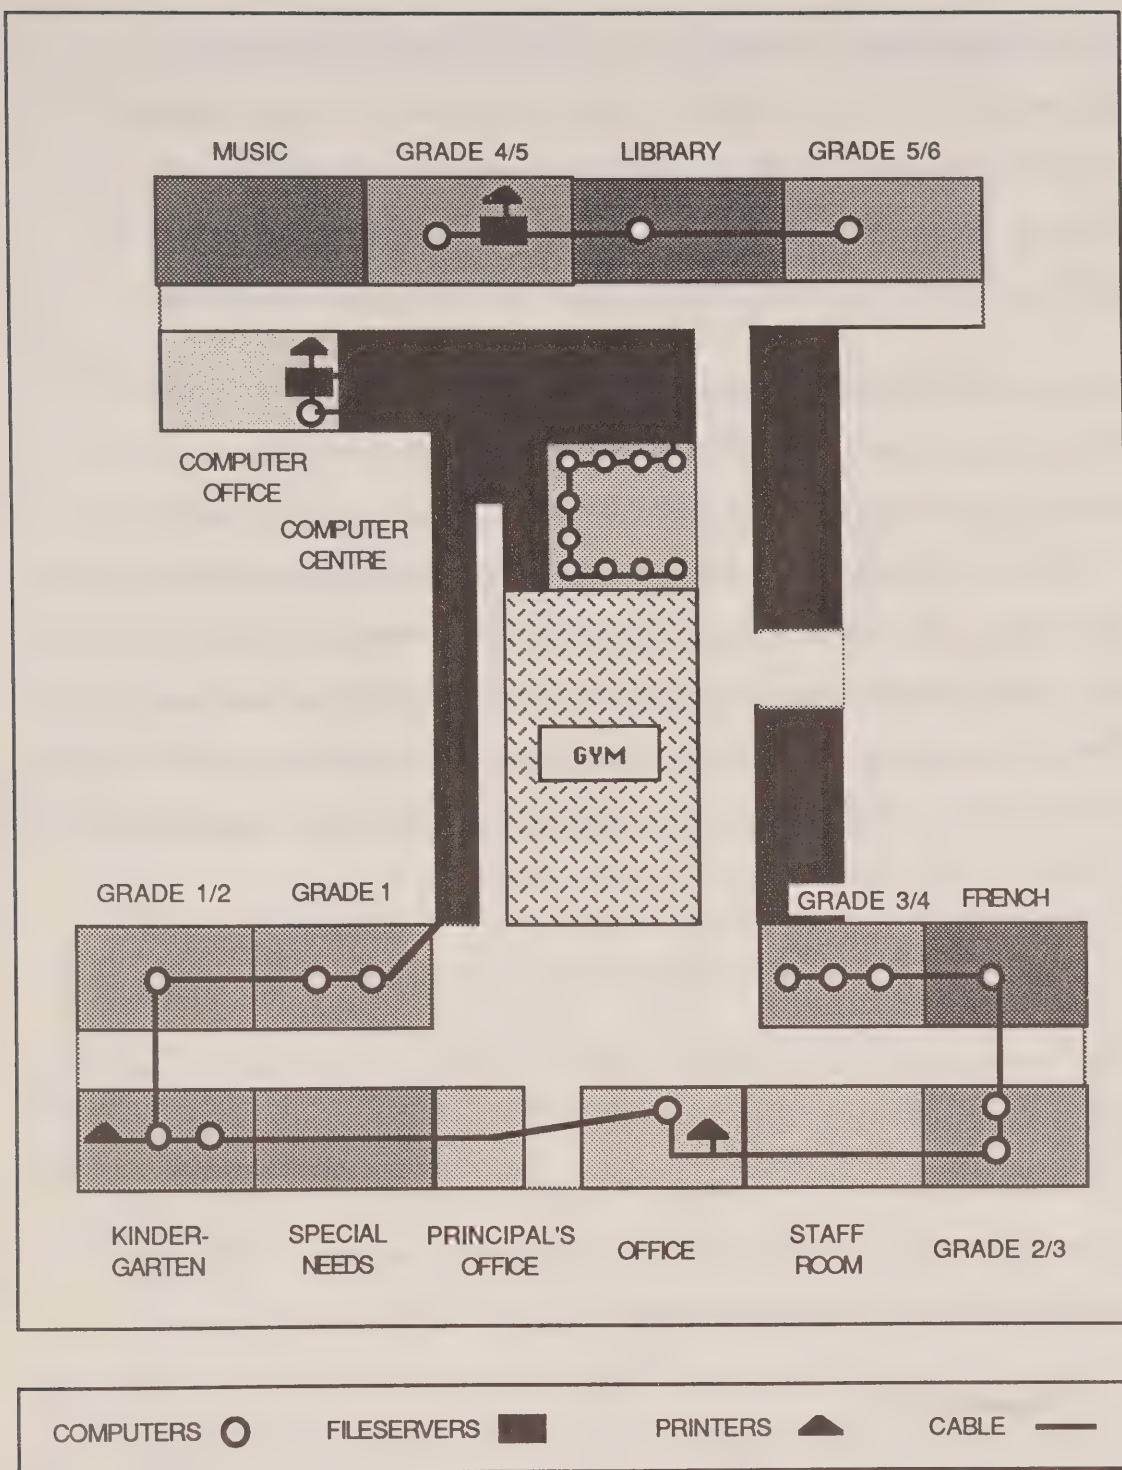 MUSIC GRADE 4/5 LIBRARY GRADE 5/6
COMPUTER
OFFICE
COMPUTER
CENTRE
GYM
GRADE 1/2 GRADE 1 GRADE 3/4 FRENCH
KINDER-
GARTEN
SPECIAL
NEEDS
PRINCIPAL'S
OFFICE
OFFICE
STAFF
ROOM
GRADE 2/3
COMPUTERS FILESERVERS PRINTERS CABLE